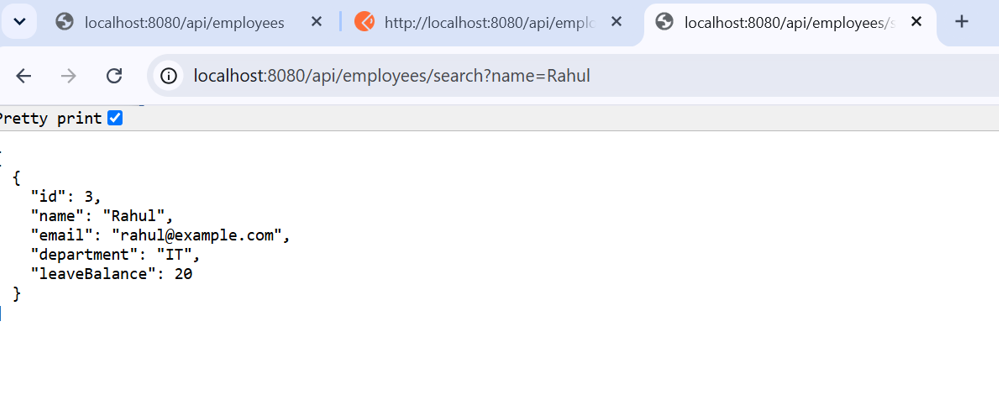 localhost:8080/api/employees
http://localhost:8080/api/emplo
localhost:8080/api/employees/s
localhost:8080/api/employees/search?name=Rahul
Pretty print
[
{
"id": 3,
"name": "Rahul",
"email": "rahul@example.com",
"department": "IT",
"leaveBalance": 20
}
]